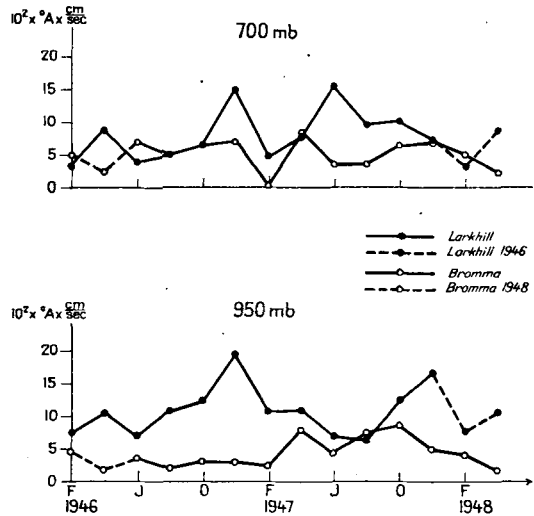 10² x °A x cm/sec
700 mb
20
15
10
5
0
Larkhill
Larkhill 1946
Bromma
Bromma 1948
10² x °A x cm/sec
950 mb
20
15
10
5
0
F J O F J O F
1946 1947 1948